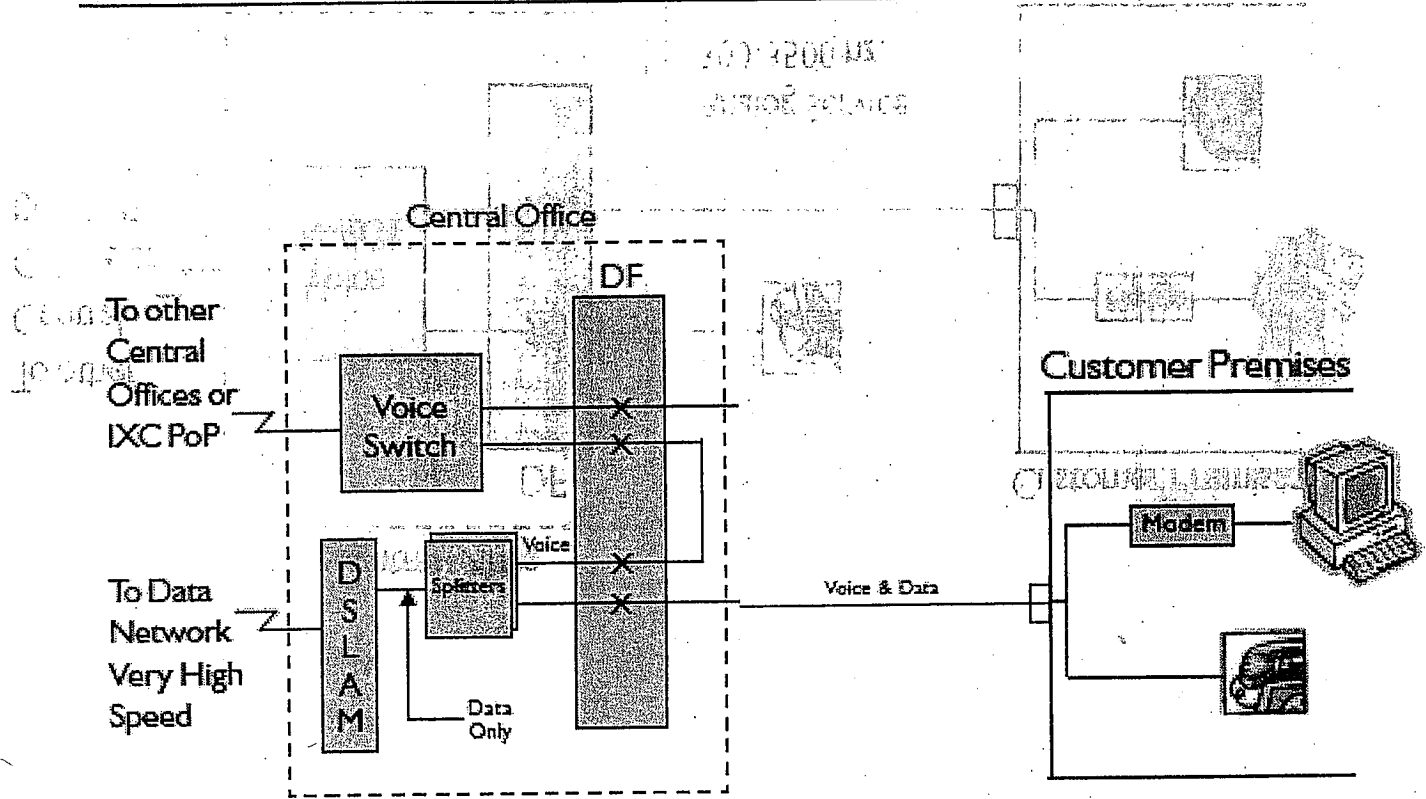 Central Office
DF
To other
Central
Offices or
IXC PoP
Voice
Switch
Customer Premises
Modem
D
S
L
A
M
Splitters
Voice
Voice & Data
To Data
Network
Very High
Speed
Data
Only